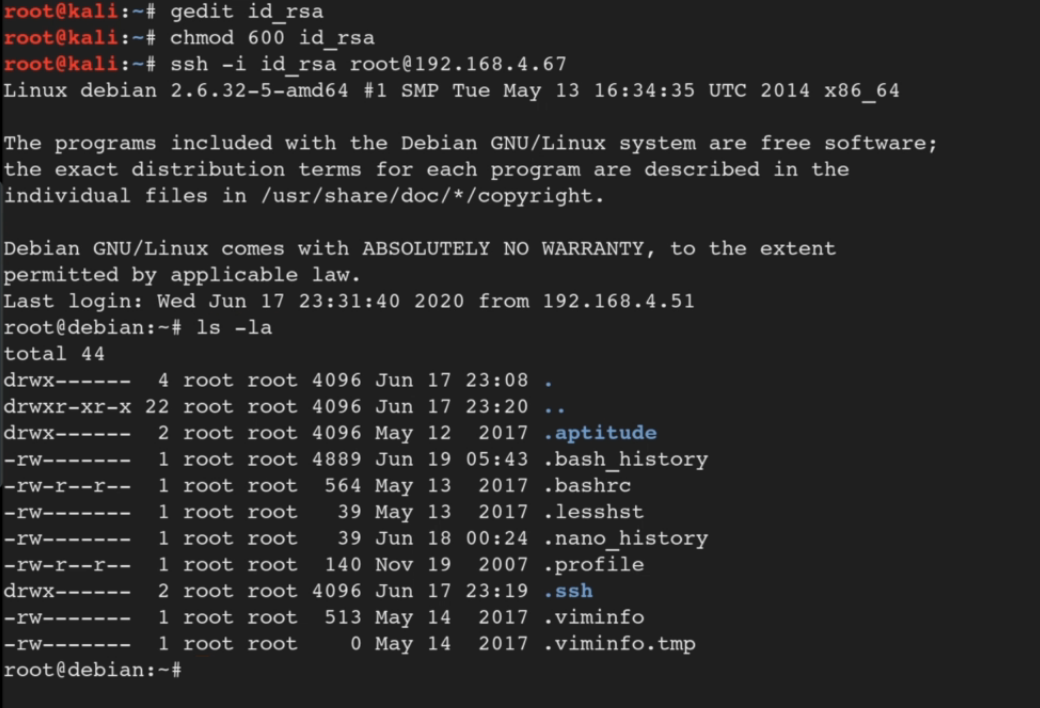 root@kali:~# gedit id_rsa
root@kali:~# chmod 600 id_rsa
root@kali:~# ssh -i id_rsa root@192.168.4.67
Linux debian 2.6.32-5-amd64 #1 SMP Tue May 13 16:34:35 UTC 2014 x86_64

The programs included with the Debian GNU/Linux system are free software;
the exact distribution terms for each program are described in the
individual files in /usr/share/doc/*/copyright.

Debian GNU/Linux comes with ABSOLUTELY NO WARRANTY, to the extent
permitted by applicable law.
Last login: Wed Jun 17 23:31:40 2020 from 192.168.4.51
root@debian:~# ls -la
total 44
drwx------  4 root root 4096 Jun 17 23:08 .
drwxr-xr-x 22 root root 4096 Jun 17 23:20 ..
drwx------  2 root root 4096 May 12  2017 .aptitude
-rw-------  1 root root 4889 Jun 19 05:43 .bash_history
-rw-r--r--  1 root root  564 May 13  2017 .bashrc
-rw-------  1 root root   39 May 13  2017 .lesshst
-rw-------  1 root root   39 Jun 18 00:24 .nano_history
-rw-r--r--  1 root root  140 Nov 19  2007 .profile
drwx------  2 root root 4096 Jun 17 23:19 .ssh
-rw-------  1 root root  513 May 14  2017 .viminfo
-rw-------  1 root root    0 May 14  2017 .viminfo.tmp
root@debian:~#